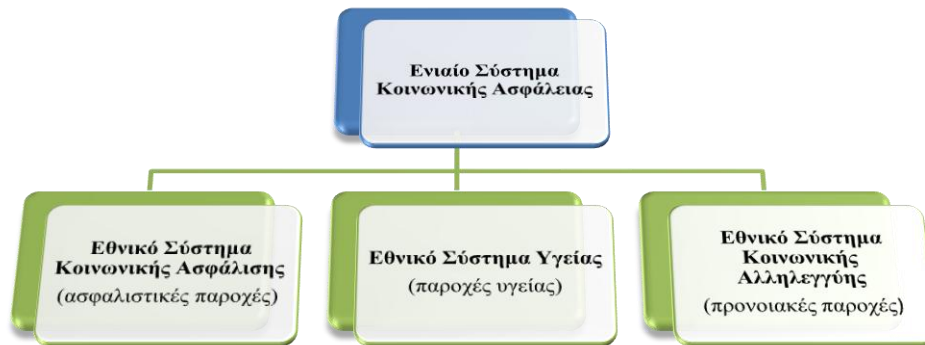 Ενιαίο Σύστημα
Κοινωνικής Ασφάλειας
Εθνικό Σύστημα
Κοινωνικής Ασφάλισης
(ασφαλιστικές παροχές)
Εθνικό Σύστημα Υγείας
(παροχές υγείας)
Εθνικό Σύστημα
Κοινωνικής
Αλληλεγγύης
(προνοιακές παροχές)